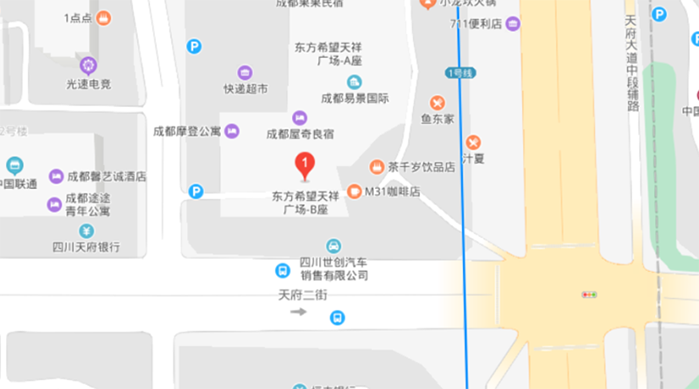 成都果果民宿
小龙坎火锅
1点点
711便利店
天府大道中段辅路
东方希望天祥
广场-A座
1号线
光速电竞
快递超市
成都易景国际
鱼东家
成都屋奇良宿
成都摩登公寓
2号楼
汁夏
1
茶千岁饮品店
中国联通
成都馨艺诚酒店
M31咖啡店
成都途途
青年公寓
东方希望天祥
广场-B座
四川天府银行
四川世创汽车
销售有限公司
天府二街
P
P
P